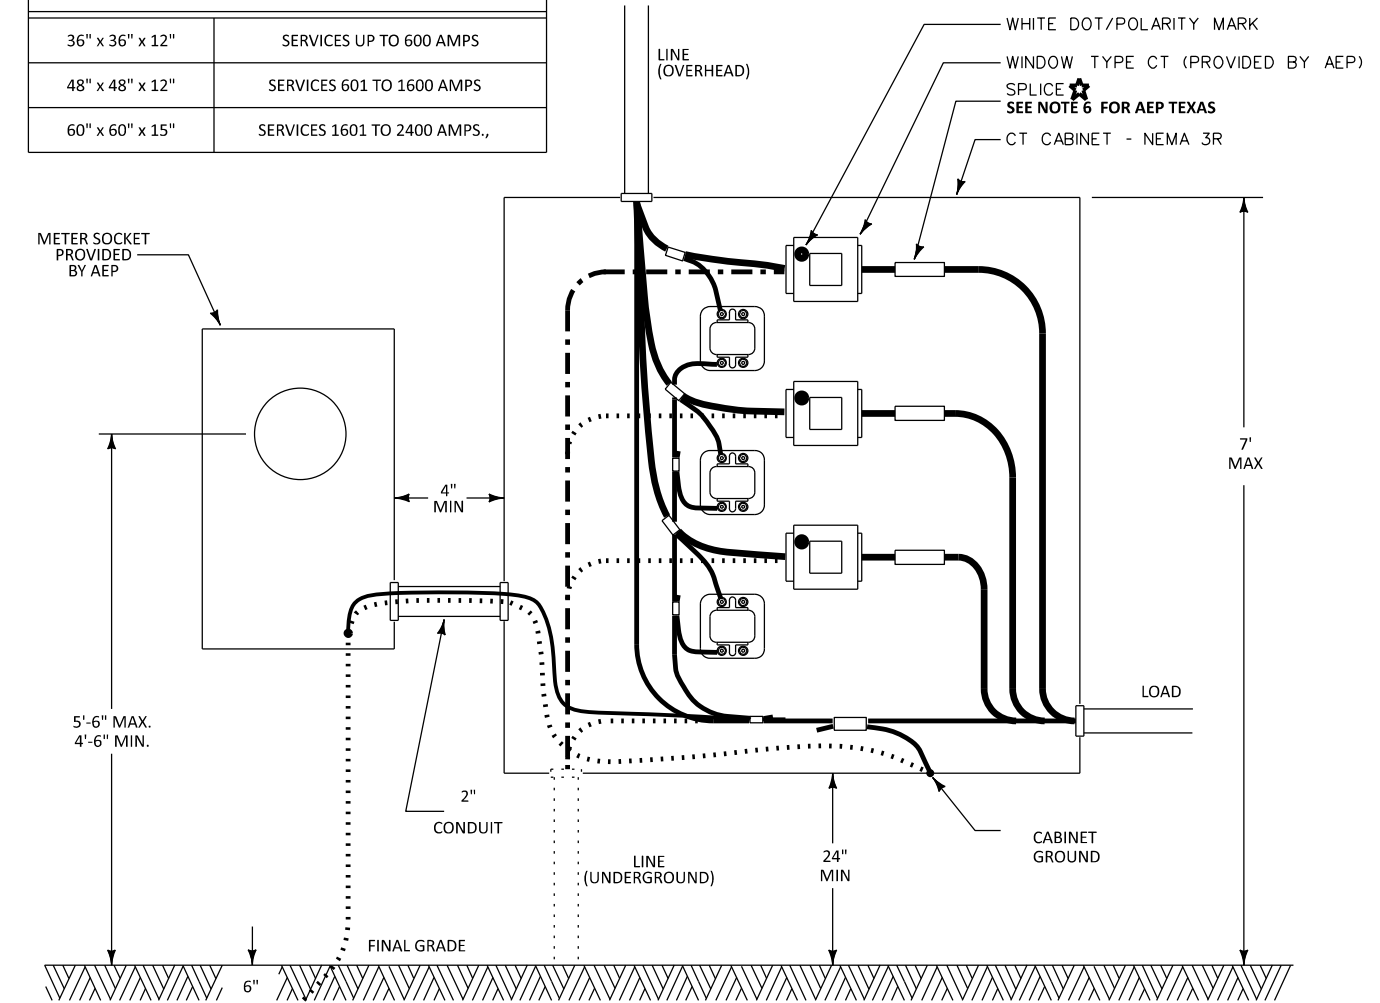 36" x 36" x 12" SERVICES UP TO 600 AMPS
48" x 48" x 12" SERVICES 601 TO 1600 AMPS
60" x 60" x 15" SERVICES 1601 TO 2400 AMPS.,
LINE
(OVERHEAD)
WHITE DOT/POLARITY MARK
WINDOW TYPE CT (PROVIDED BY AEP)
SPLICE
SEE NOTE 6 FOR AEP TEXAS
CT CABINET - NEMA 3R
METER SOCKET
PROVIDED
BY AEP
4"
MIN
7'
MAX
5'-6" MAX.
4'-6" MIN.
LOAD
2"
CONDUIT
LINE
(UNDERGROUND)
24"
MIN
CABINET
GROUND
FINAL GRADE
6"